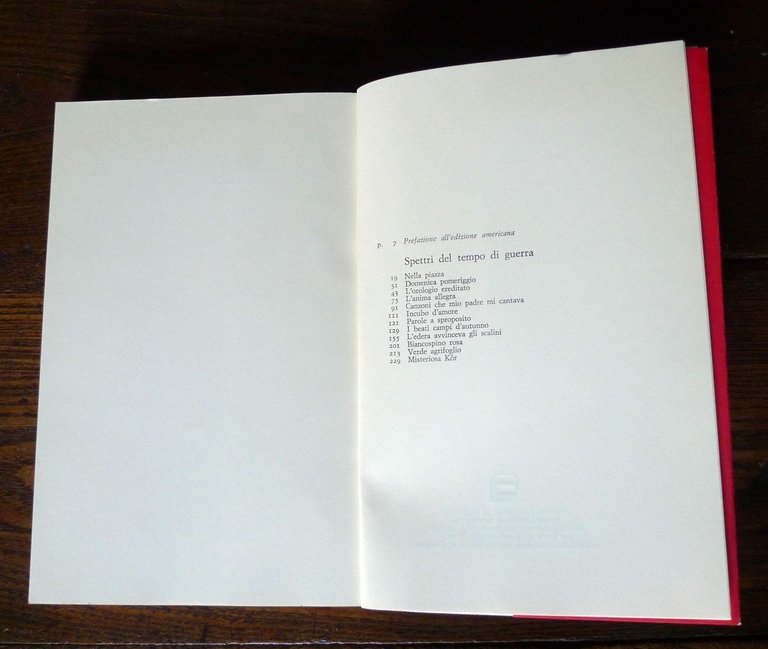 p. 7 Prefazione all'edizione americana
Spettri del tempo di guerra
19 Nella piazza
31 Domenica pomeriggio
43 L'orologio ereditato
75 L'anima allegra
91 Canzoni che mio padre mi cantava
111 Incubo d'amore
121 Parole a sproposito
129 I beati campi d'autunno
155 L'edera avvinceva gli scalini
201 Biancospino rosa
213 Verde agrifoglio
229 Misteriosa Kôr